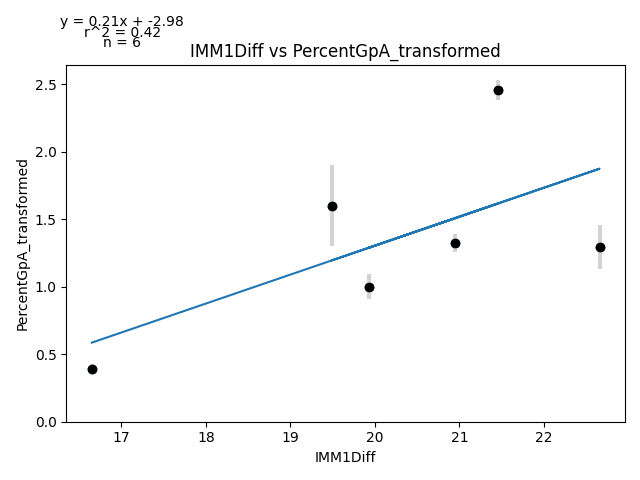 y = 0.21x + -2.98
r^2 = 0.42
n = 6
IMM1Diff vs PercentGpA_transformed
PercentGpA_transformed
2.5
2.0
1.5
1.0
0.5
0.0
17 18 19 20 21 22
IMM1Diff